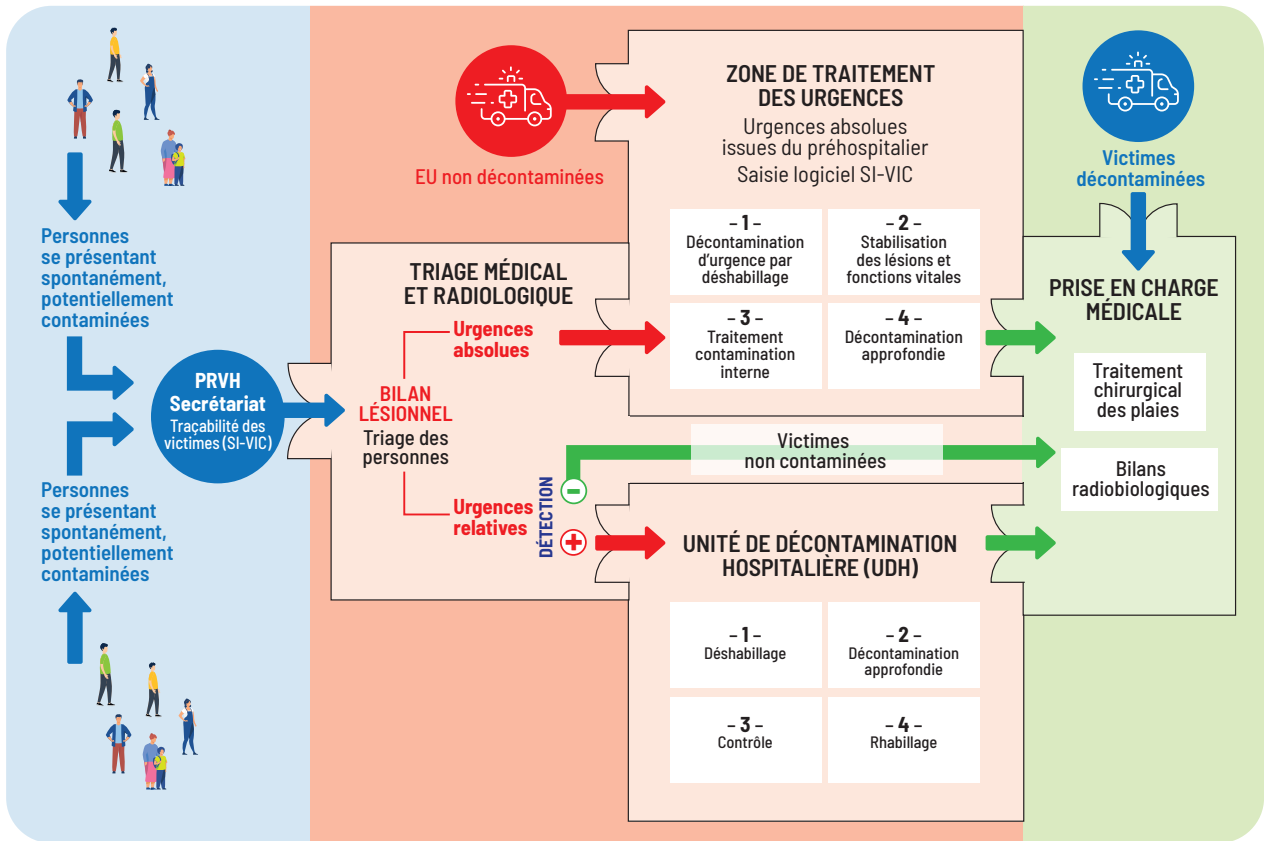 Personnes
se présentant
spontanément,
potentiellement
contaminées
PRVH
Secrétariat
Traçabilité des
victimes (SI-VIC)
Personnes
se présentant
spontanément,
potentiellement
contaminées
EU non décontaminées
TRIAGE MÉDICAL
ET RADIOLOGIQUE
Urgences
absolues
BILAN
LÉSIONNEL
Triage des
personnes
Urgences
relatives
DÉTECTION
-
+
ZONE DE TRAITEMENT
DES URGENCES
Urgences absolues
issues du préhospitalier
Saisie logiciel SI-VIC
– 1 –
Décontamination
d'urgence par
déshabillage
– 2 –
Stabilisation
des lésions et
fonctions vitales
– 3 –
Traitement
contamination
interne
– 4 –
Décontamination
approfondie
Victimes
non contaminées
UNITÉ DE DÉCONTAMINATION
HOSPITALIÈRE (UDH)
– 1 –
Déshabillage
– 2 –
Décontamination
approfondie
– 3 –
Contrôle
– 4 –
Rhabillage
Victimes
décontaminées
PRISE EN CHARGE
MÉDICALE
Traitement
chirurgical
des plaies
Bilans
radiobiologiques